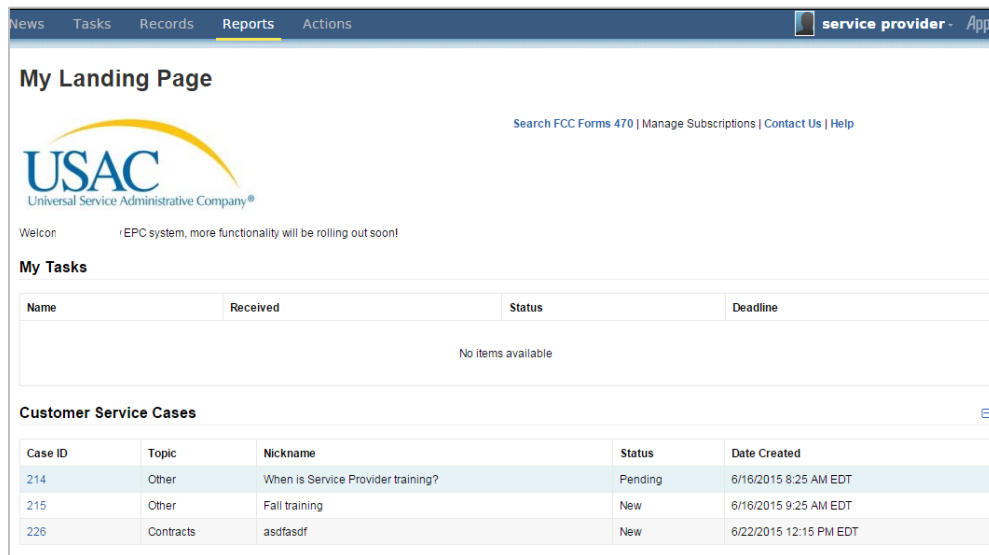 News Tasks Records Reports Actions service provider App
My Landing Page
Search FCC Forms 470 | Manage Subscriptions | Contact Us | Help
USAC
Universal Service Administrative Company®
EPC system, more functionality will be rolling out soon!
My Tasks
Name Received Status Deadline
No items available
Customer Service Cases
Case ID Topic Nickname Status Date Created
214 Other When is Service Provider training? Pending 6/16/2015 8:25 AM EDT
215 Other Fall training New 6/16/2015 9:25 AM EDT
226 Contracts asdfasdf New 6/22/2015 12:15 PM EDT